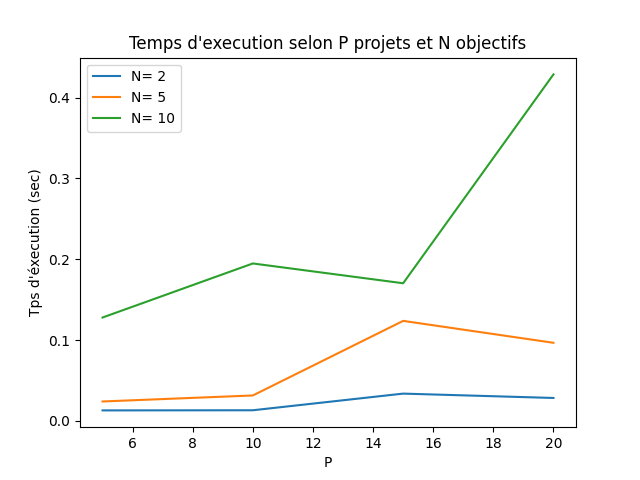 Temps d'execution selon P projets et N objectifs
N= 2
N= 5
N= 10
Tps d'éxecution (sec)
0.4
0.3
0.2
0.1
0.0
6 8 10 12 14 16 18 20
P